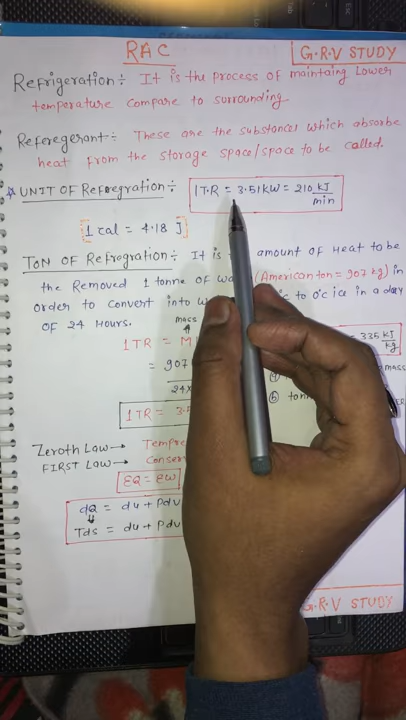 RAC
G.R.V STUDY
Refrigeration÷ It is the process of maintaing Lower
temperature compare to surrounding
Referegerant÷ These are the substances which absorbe
heat from the storage space/space to be called.
UNIT OF Refregration÷ 1T.R = 3.51KW = 210 KJ/min
1 cal = 4.18 J
TON OF Refrogration÷ It is amount of Heat to be
the Removed 1 tonne of (American ton = 907 kg) in
order to convert into 0°c ice in a day
OF 24 Hours.
mass
1TR = M = 335 KJ/kg
= 907 MASS
24x
1TR = 3.5
Zeroth Law → Tempre
FIRST Law → Conser
ΣQ = ΣW
dQ = du + Pdv
Tds = du + Pdv
G.R.V STUDY